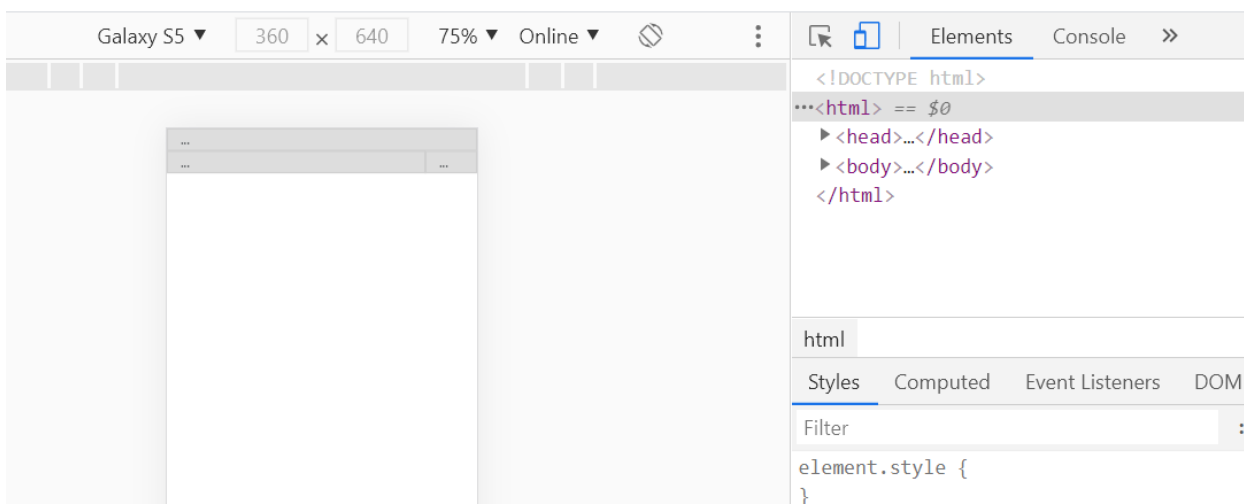 Galaxy S5 ▼ 360 × 640 75% ▼ Online ▼ Elements Console »
...
... ...
<!DOCTYPE html>
···<html> == $0
▶<head>…</head>
▶<body>…</body>
</html>
html
Styles Computed Event Listeners DOM
Filter :
element.style {
}